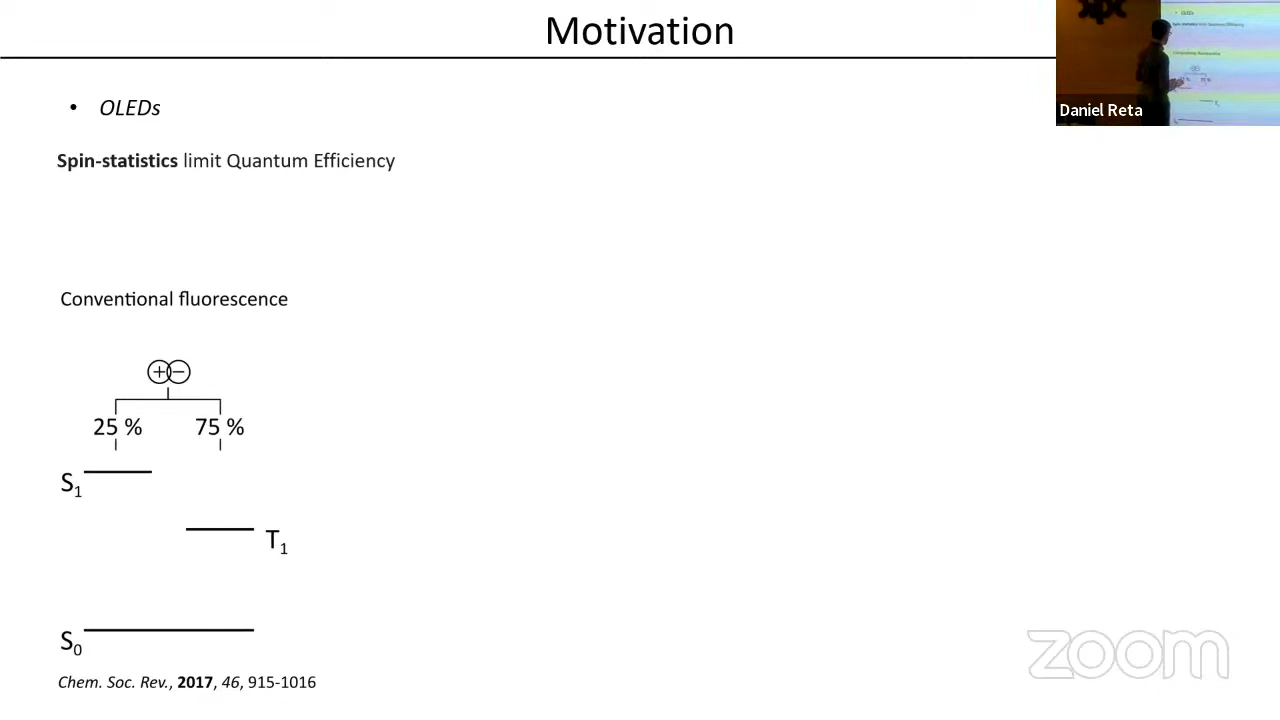 Motivation
• OLEDs
Spin-statistics limit Quantum Efficiency
Conventional fluorescence
+ −
25 % 75 %
S1
T1
S0
Chem. Soc. Rev., 2017, 46, 915-1016
Daniel Reta
zoom